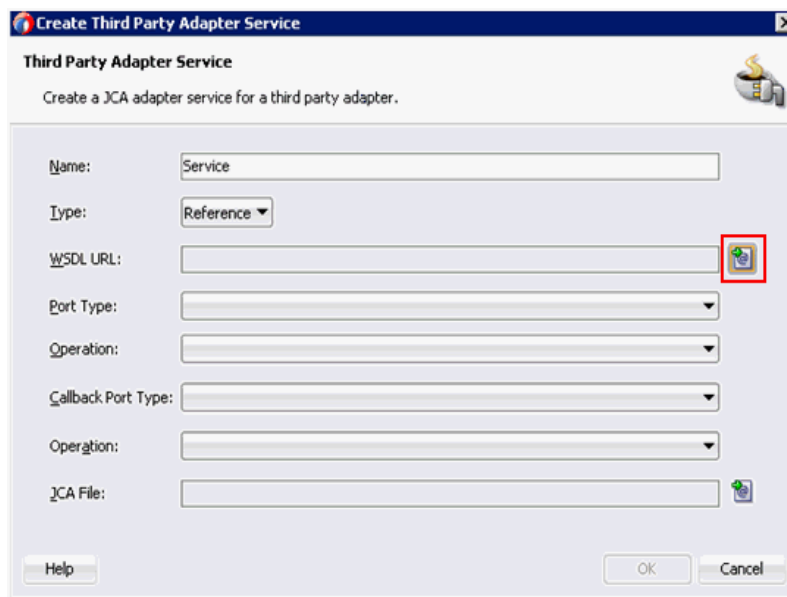 Create Third Party Adapter Service
Third Party Adapter Service
Create a JCA adapter service for a third party adapter.
Name: Service
Type: Reference
WSDL URL:
Port Type:
Operation:
Callback Port Type:
Operation:
JCA File:
Help OK Cancel